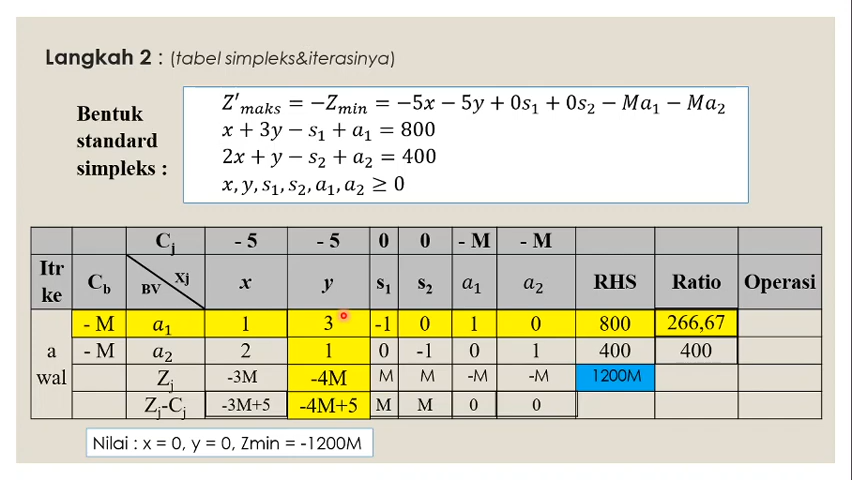 Langkah 2 : (tabel simpleks&iterasinya)
Bentuk standard simpleks :
Z'maks = −Zmin = −5x − 5y + 0s₁ + 0s₂ − Ma₁ − Ma₂
x + 3y − s₁ + a₁ = 800
2x + y − s₂ + a₂ = 400
x, y, s₁, s₂, a₁, a₂ ≥ 0
Cj - 5 - 5 0 0 - M - M
Itr ke Cb BV Xj x y s₁ s₂ a₁ a₂ RHS Ratio Operasi
- M a₁ 1 3 -1 0 1 0 800 266,67
a wal - M a₂ 2 1 0 -1 0 1 400 400
Zj -3M -4M M M -M -M 1200M
Zj-Cj -3M+5 -4M+5 M M 0 0
Nilai : x = 0, y = 0, Zmin = -1200M